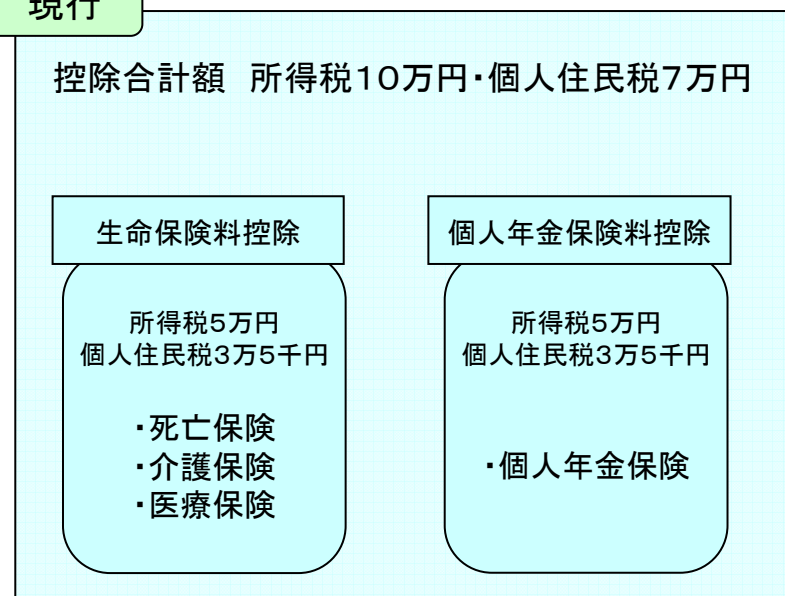 現行
控除合計額　所得税１０万円・個人住民税７万円
生命保険料控除
所得税５万円
個人住民税３万５千円
・死亡保険
・介護保険
・医療保険
個人年金保険料控除
所得税５万円
個人住民税３万５千円
・個人年金保険